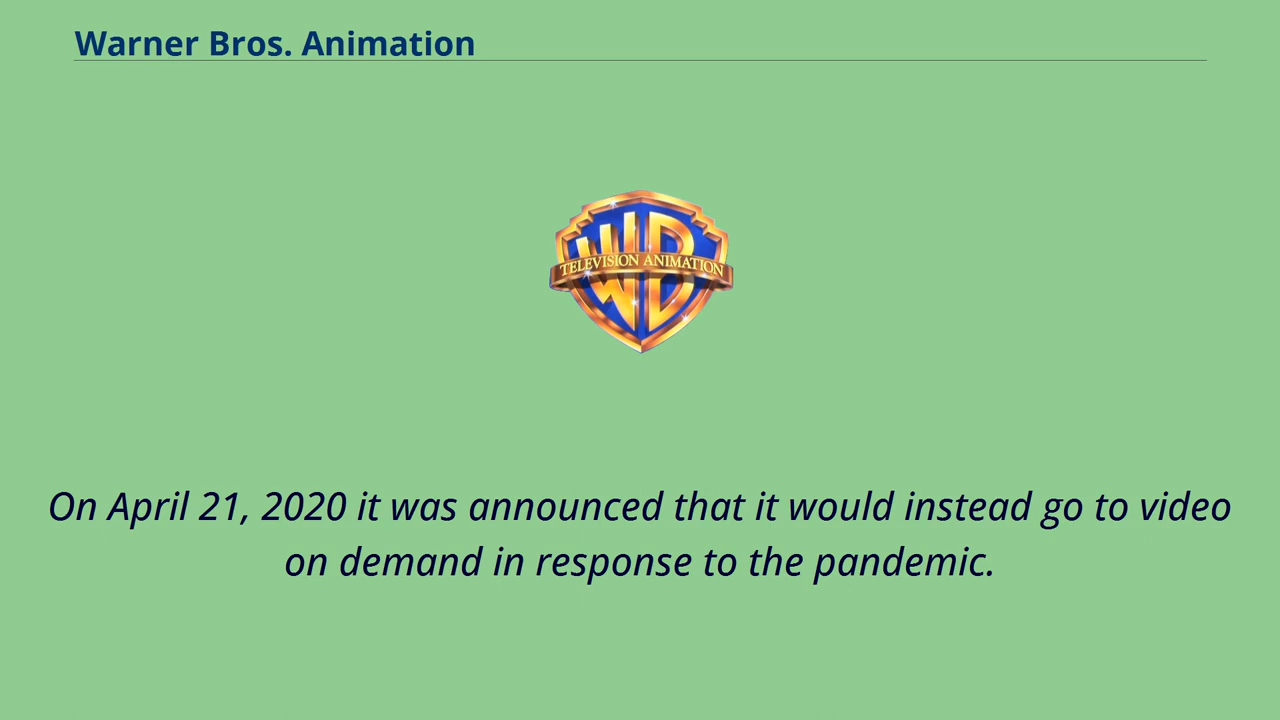 Warner Bros. Animation
WB
TELEVISION ANIMATION
On April 21, 2020 it was announced that it would instead go to video
on demand in response to the pandemic.